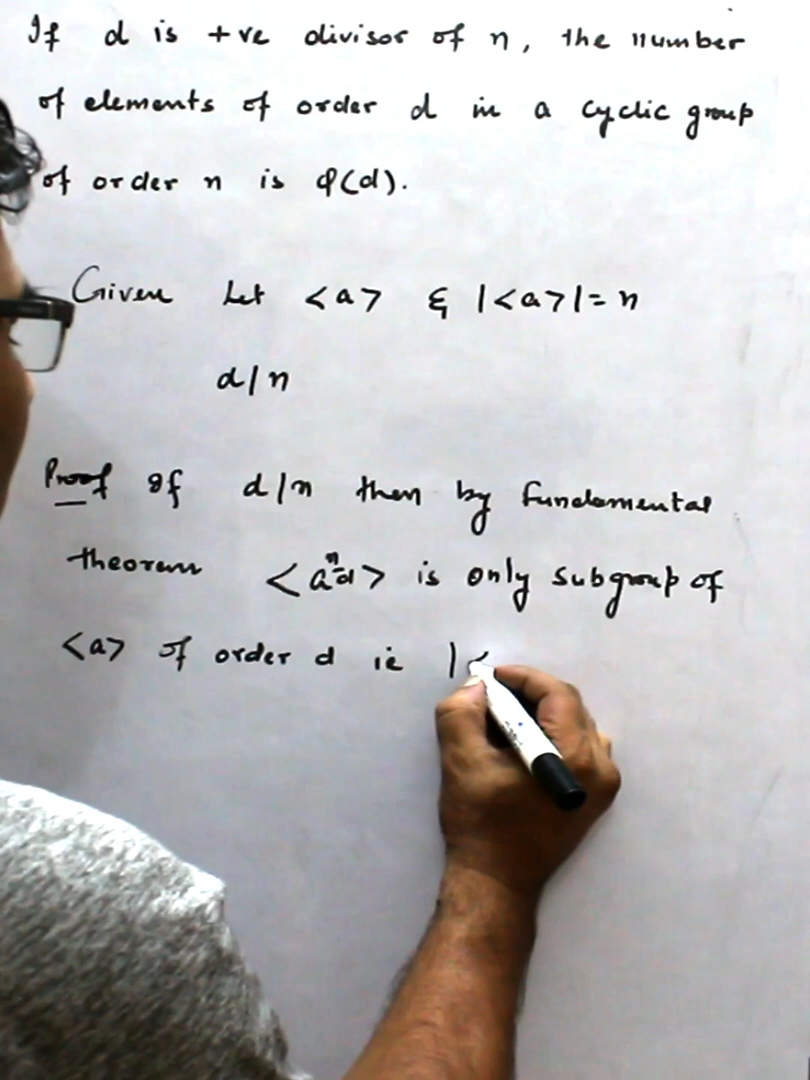 If d is +ve divisor of n, the number
of elements of order d in a cyclic group
of order n is φ(d).
Given Let <a> & |<a>| = n
d/n
Proof If d/n then by fundamental
theorem <a^n/d> is only subgroup of
<a> of order d ie |<